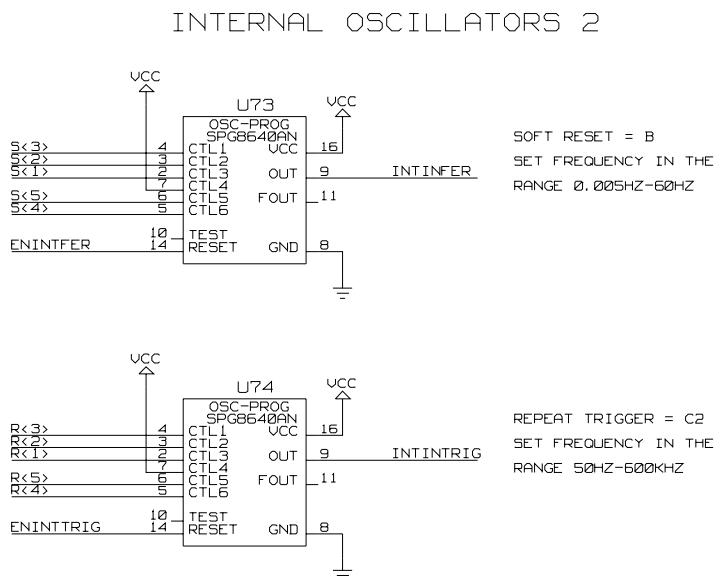 INTERNAL OSCILLATORS 2
VCC
U73
OSC-PROG
SPG8640AN
VCC
S<3> 4 CTL1 VCC 16
S<2> 3 CTL2
S<1> 2 CTL3 OUT 9 INTINFER
7 CTL4
S<5> 6 CTL5 FOUT 11
S<4> 5 CTL6
10 TEST
ENINTFER 14 RESET GND 8
SOFT RESET = B
SET FREQUENCY IN THE
RANGE 0.005HZ-60HZ
VCC
U74
OSC-PROG
SPG8640AN
VCC
R<3> 4 CTL1 VCC 16
R<2> 3 CTL2
R<1> 2 CTL3 OUT 9 INTINTRIG
7 CTL4
R<5> 6 CTL5 FOUT 11
R<4> 5 CTL6
10 TEST
ENINTTRIG 14 RESET GND 8
REPEAT TRIGGER = C2
SET FREQUENCY IN THE
RANGE 50HZ-600KHZ